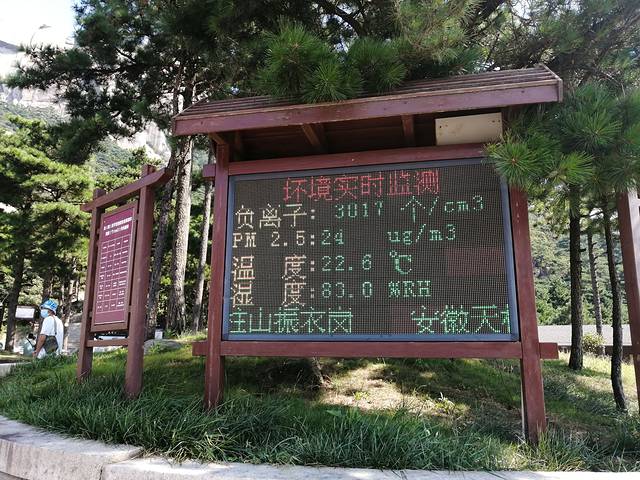 环境实时监测
负离子: 3017 个/cm3
PM 2.5:24 ug/m3
温 度:22.6 ℃
湿 度:83.0 %RH
山振衣岗 安徽天